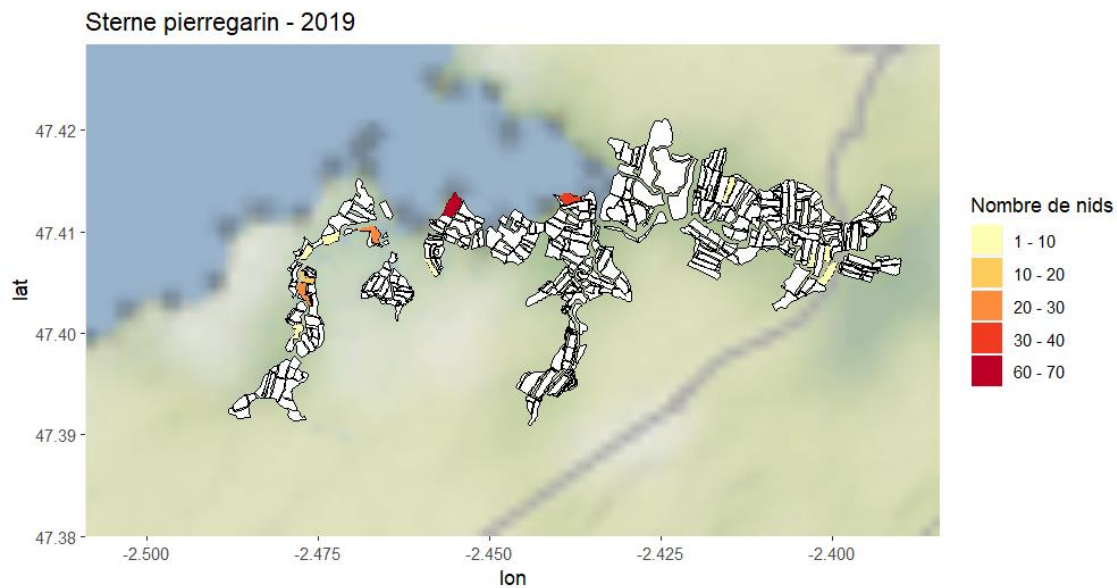 Sterne pierregarin - 2019
47.42
47.41
47.40
47.39
47.38
lat
-2.500
-2.475
-2.450
-2.425
-2.400
lon
Nombre de nids
1 - 10
10 - 20
20 - 30
30 - 40
60 - 70